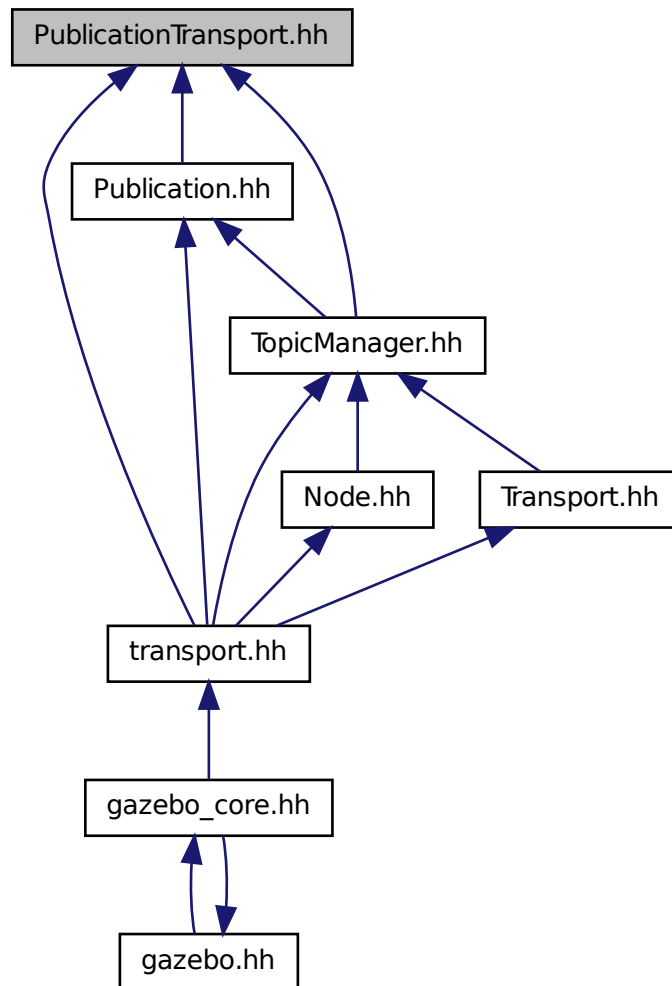 PublicationTransport.hh
Publication.hh
TopicManager.hh
Node.hh
Transport.hh
transport.hh
gazebo_core.hh
gazebo.hh